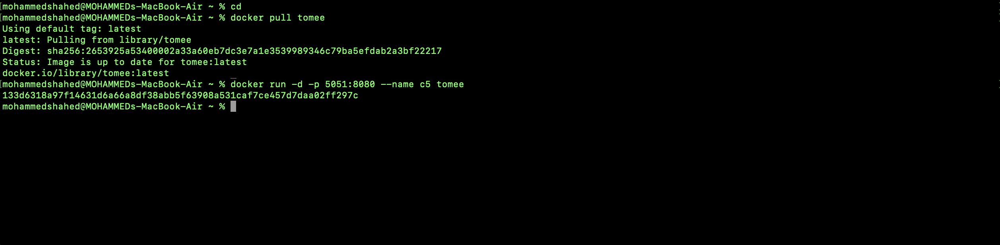 mohammedshahed@MOHAMMEDs-MacBook-Air ~ % cd
mohammedshahed@MOHAMMEDs-MacBook-Air ~ % docker pull tomee
Using default tag: latest
latest: Pulling from library/tomee
Digest: sha256:2653925a53400002a33a60eb7dc3e7a1e3539989346c79ba5efdab2a3bf22217
Status: Image is up to date for tomee:latest
docker.io/library/tomee:latest
mohammedshahed@MOHAMMEDs-MacBook-Air ~ % docker run -d -p 5051:8080 --name c5 tomee
133d6318a97f14631d6a66a8df38abb5f63908a531caf7ce457d7daa02ff297c
mohammedshahed@MOHAMMEDs-MacBook-Air ~ %